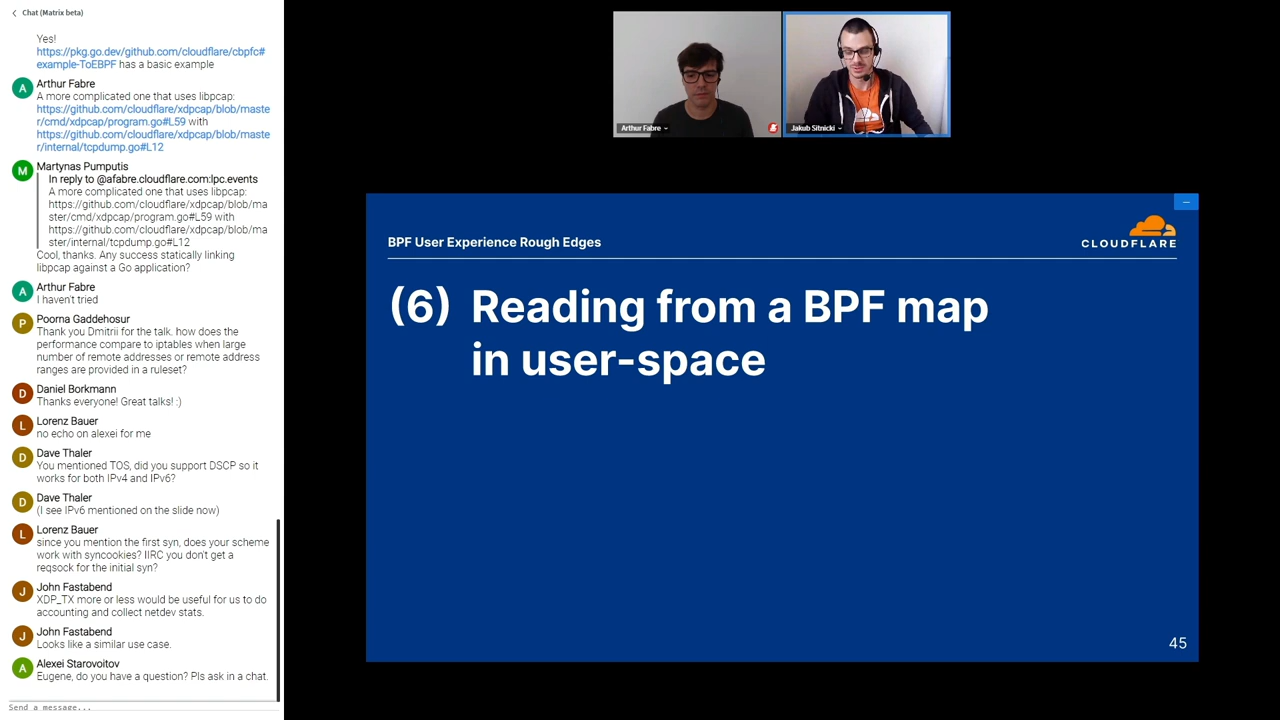 Chat (Matrix beta)
Yes!
https://pkg.go.dev/github.com/cloudflare/cbpfc#
example-ToEBPF has a basic example
A
Arthur Fabre
A more complicated one that uses libpcap:
https://github.com/cloudflare/xdpcap/blob/maste
r/cmd/xdpcap/program.go#L59 with
https://github.com/cloudflare/xdpcap/blob/maste
r/internal/tcpdump.go#L12
M
Martynas Pumputis
In reply to @afabre.cloudflare.com:lpc.events
A more complicated one that uses libpcap:
https://github.com/cloudflare/xdpcap/blob/ma
ster/cmd/xdpcap/program.go#L59 with
https://github.com/cloudflare/xdpcap/blob/ma
ster/internal/tcpdump.go#L12
Cool, thanks. Any success statically linking
libpcap against a Go application?
A
Arthur Fabre
I haven't tried
P
Poorna Gaddehosur
Thank you Dmitrii for the talk. how does the
performance compare to iptables when large
number of remote addresses or remote address
ranges are provided in a ruleset?
D
Daniel Borkmann
Thanks everyone! Great talks! :)
L
Lorenz Bauer
no echo on alexei for me
D
Dave Thaler
You mentioned TOS, did you support DSCP so it
works for both IPv4 and IPv6?
D
Dave Thaler
(I see IPv6 mentioned on the slide now)
L
Lorenz Bauer
since you mention the first syn, does your scheme
work with syncookies? IIRC you don't get a
reqsock for the initial syn?
J
John Fastabend
XDP_TX more or less would be useful for us to do
accounting and collect netdev stats.
J
John Fastabend
Looks like a similar use case.
A
Alexei Starovoitov
Eugene, do you have a question? Pls ask in a chat.
Send a message...
Arthur Fabre
Jakub Sitnicki
BPF User Experience Rough Edges
CLOUDFLARE
(6) Reading from a BPF map
in user-space
45